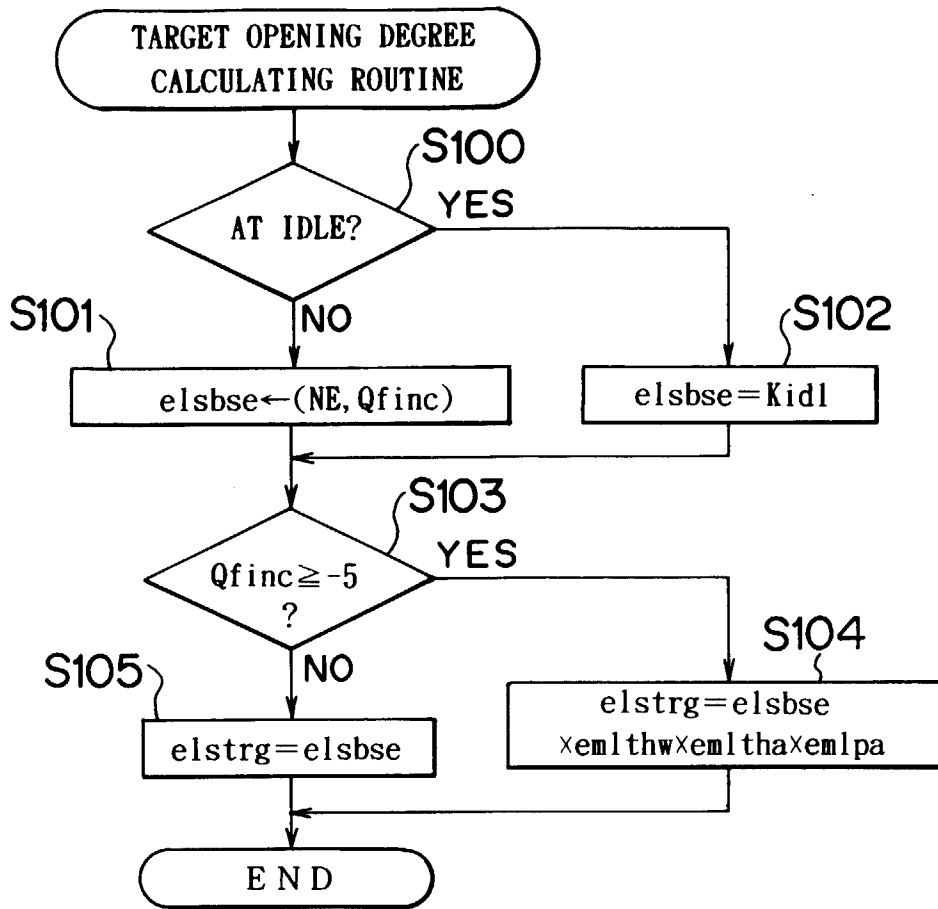 TARGET OPENING DEGREE
CALCULATING ROUTINE
S100
AT IDLE?
YES
NO
S101
elsbse←(NE,Qfinc)
S102
elsbse=Kidl
S103
Qfinc≧-5
?
YES
NO
S104
elstrg=elsbse
×emlthw×emltha×emlpa
S105
elstrg=elsbse
END